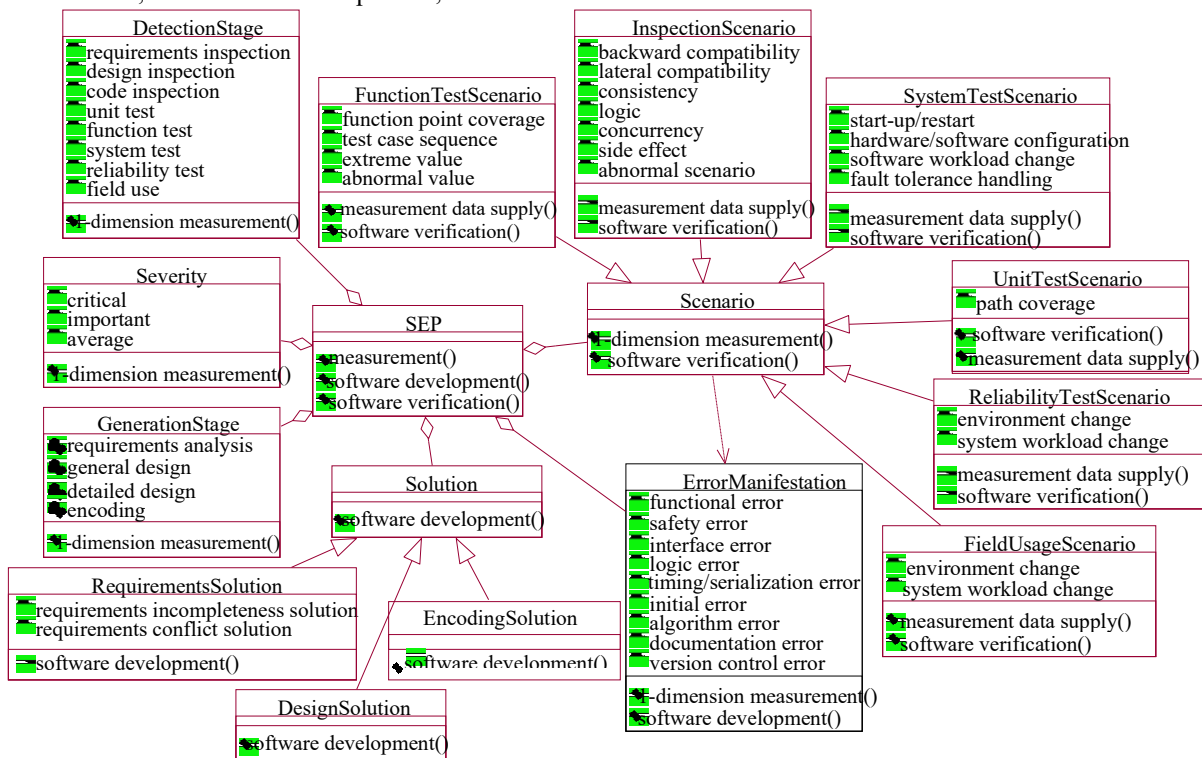 DetectionStage
requirements inspection
design inspection
code inspection
unit test
function test
system test
reliability test
field use
1-dimension measurement()
FunctionTestScenario
function point coverage
test case sequence
extreme value
abnormal value
measurement data supply()
software verification()
InspectionScenario
backward compatibility
lateral compatibility
consistency
logic
concurrency
side effect
abnormal scenario
measurement data supply()
software verification()
SystemTestScenario
start-up/restart
hardware/software configuration
software workload change
fault tolerance handling
measurement data supply()
software verification()
Severity
critical
important
average
1-dimension measurement()
SEP
measurement()
software development()
software verification()
Scenario
1-dimension measurement()
software verification()
UnitTestScenario
path coverage
software verification()
measurement data supply()
GenerationStage
requirements analysis
general design
detailed design
encoding
1-dimension measurement()
Solution
software development()
ErrorManifestation
functional error
safety error
interface error
logic error
timing/serialization error
initial error
algorithm error
documentation error
version control error
1-dimension measurement()
software development()
ReliabilityTestScenario
environment change
system workload change
measurement data supply()
software verification()
FieldUsageScenario
environment change
system workload change
measurement data supply()
software verification()
RequirementsSolution
requirements incompleteness solution
requirements conflict solution
software development()
EncodingSolution
software development()
DesignSolution
software development()